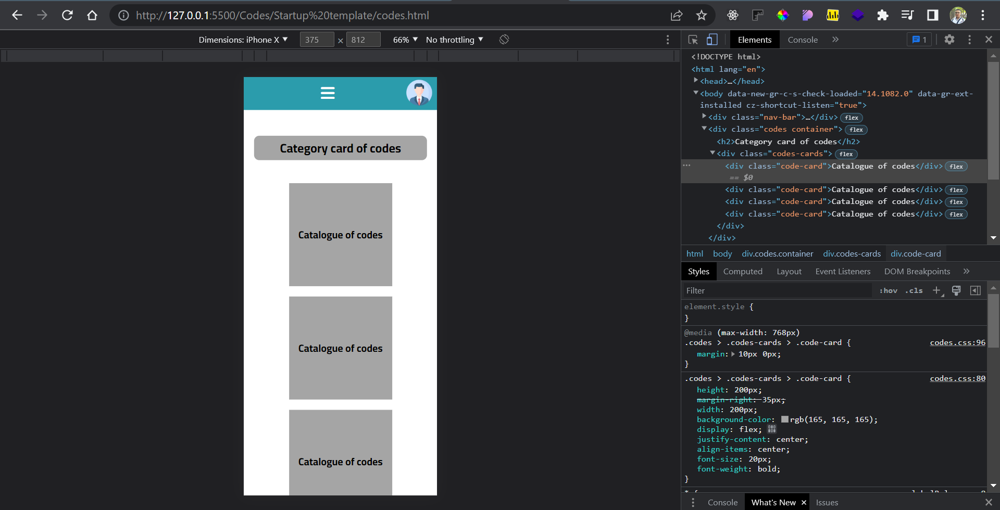 http://127.0.0.1:5500/Codes/Startup%20template/codes.html
Dimensions: iPhone X ▼ 375 × 812 66% ▼ No throttling ▼
Elements Console » 1
Category card of codes
Catalogue of codes
Catalogue of codes
Catalogue of codes
<!DOCTYPE html>
<html lang="en">
<head>…</head>
<body data-new-gr-c-s-check-loaded="14.1082.0" data-gr-ext-
installed cz-shortcut-listen="true">
<div class="nav-bar">…</div> flex
<div class="codes container"> flex
<h2>Category card of codes</h2>
<div class="codes-cards"> flex
<div class="code-card">Catalogue of codes</div> flex
== $0
<div class="code-card">Catalogue of codes</div> flex
<div class="code-card">Catalogue of codes</div> flex
<div class="code-card">Catalogue of codes</div> flex
</div>
</div>
html body div.codes.container div.codes-cards div.code-card
Styles Computed Layout Event Listeners DOM Breakpoints »
Filter :hov .cls +
element.style {
}
@media (max-width: 768px)
.codes > .codes-cards > .code-card { codes.css:96
margin: 10px 0px;
}
.codes > .codes-cards > .code-card { codes.css:80
height: 200px;
margin-right: 35px;
width: 200px;
background-color: rgb(165, 165, 165);
display: flex;
justify-content: center;
align-items: center;
font-size: 20px;
font-weight: bold;
}
Console What's New × Issues